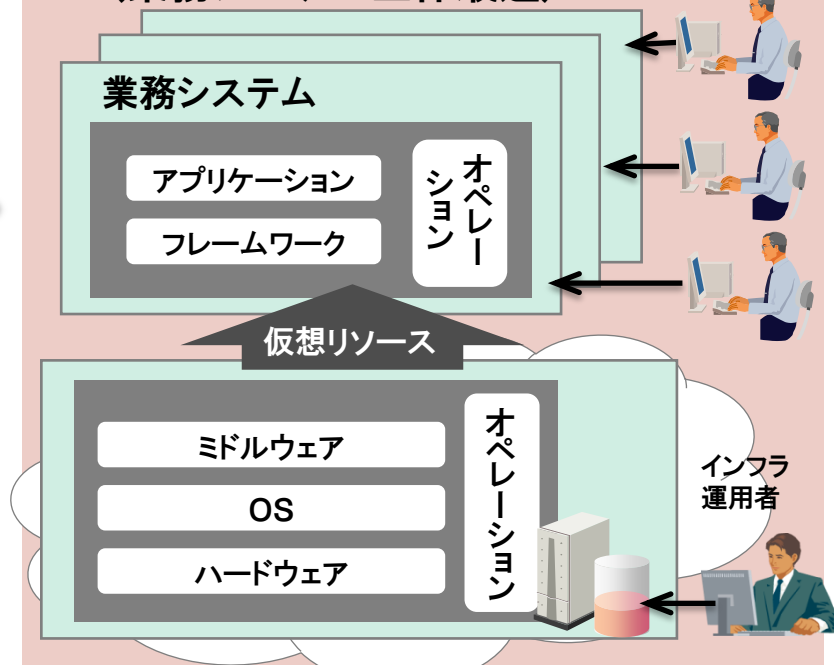 業務システム
アプリケーション
フレームワーク
オペレー
ション
仮想リソース
ミドルウェア
OS
ハードウェア
オペレーション
インフラ
運用者